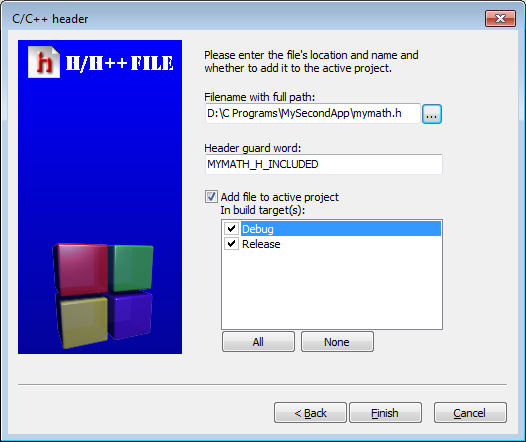 C/C++ header
h H/H++ FILE
Please enter the file's location and name and
whether to add it to the active project.
Filename with full path:
D:\C Programs\MySecondApp\mymath.h
...
Header guard word:
MYMATH_H_INCLUDED
Add file to active project
In build target(s):
Debug
Release
All
None
< Back
Finish
Cancel